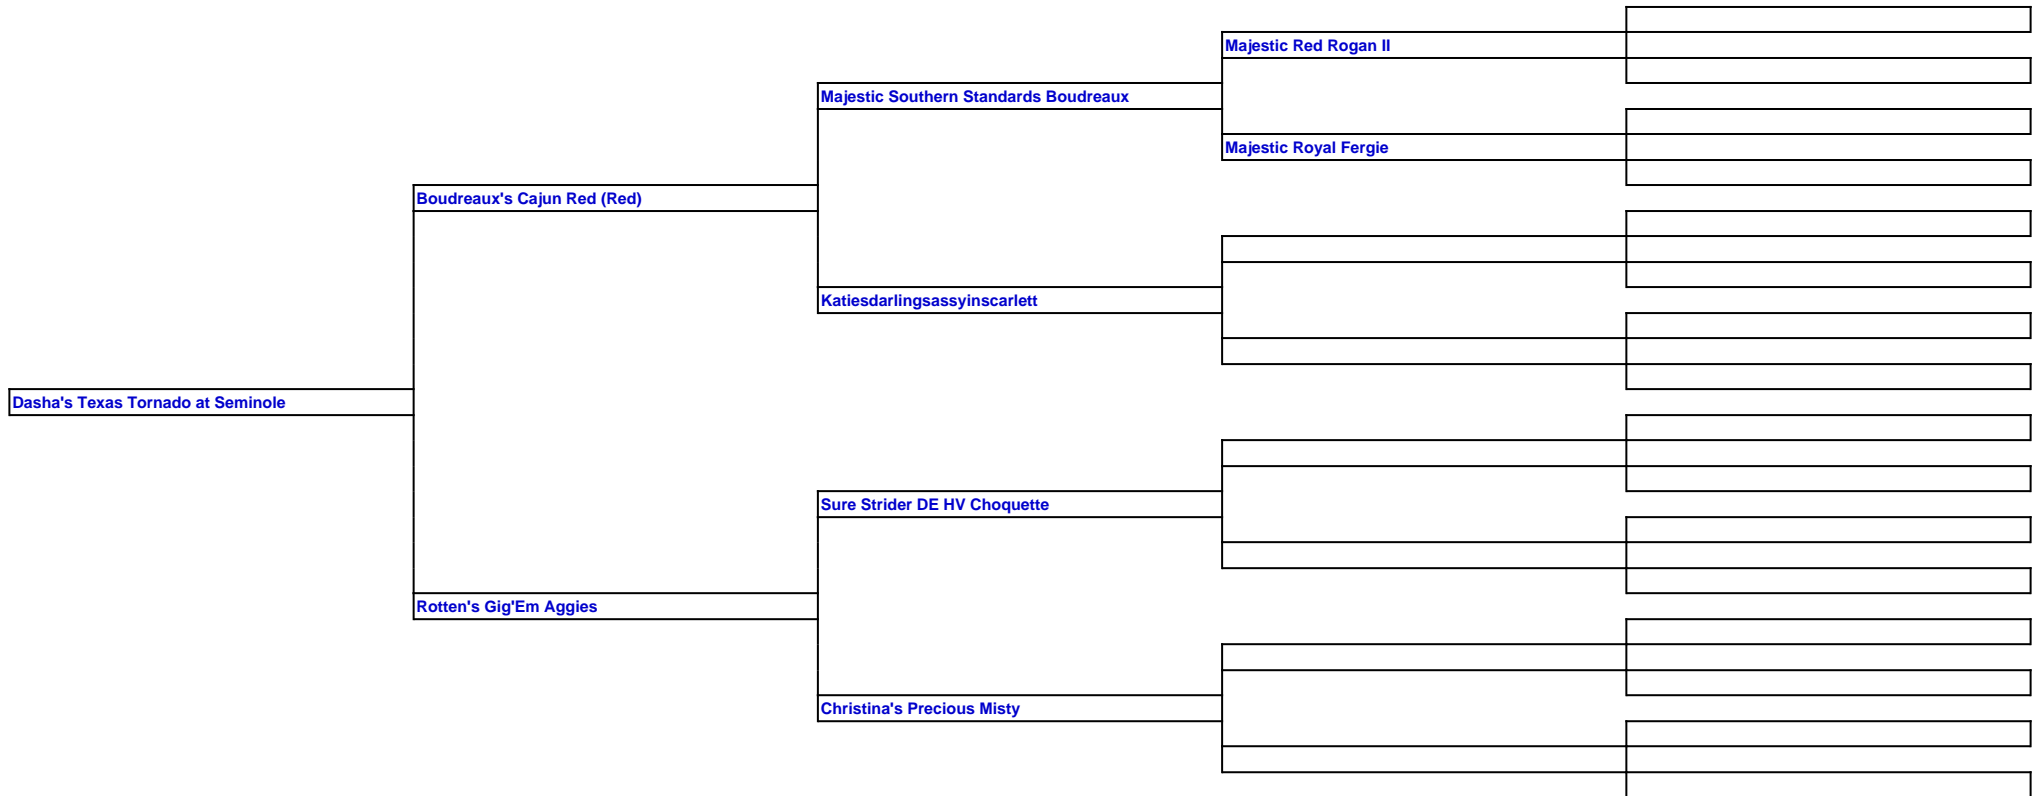 Majestic Red Rogan II
Majestic Southern Standards Boudreaux
Majestic Royal Fergie
Boudreaux's Cajun Red (Red)
Katiesdarlingsassyinscarlett
Dasha's Texas Tornado at Seminole
Sure Strider DE HV Choquette
Rotten's Gig'Em Aggies
Christina's Precious Misty